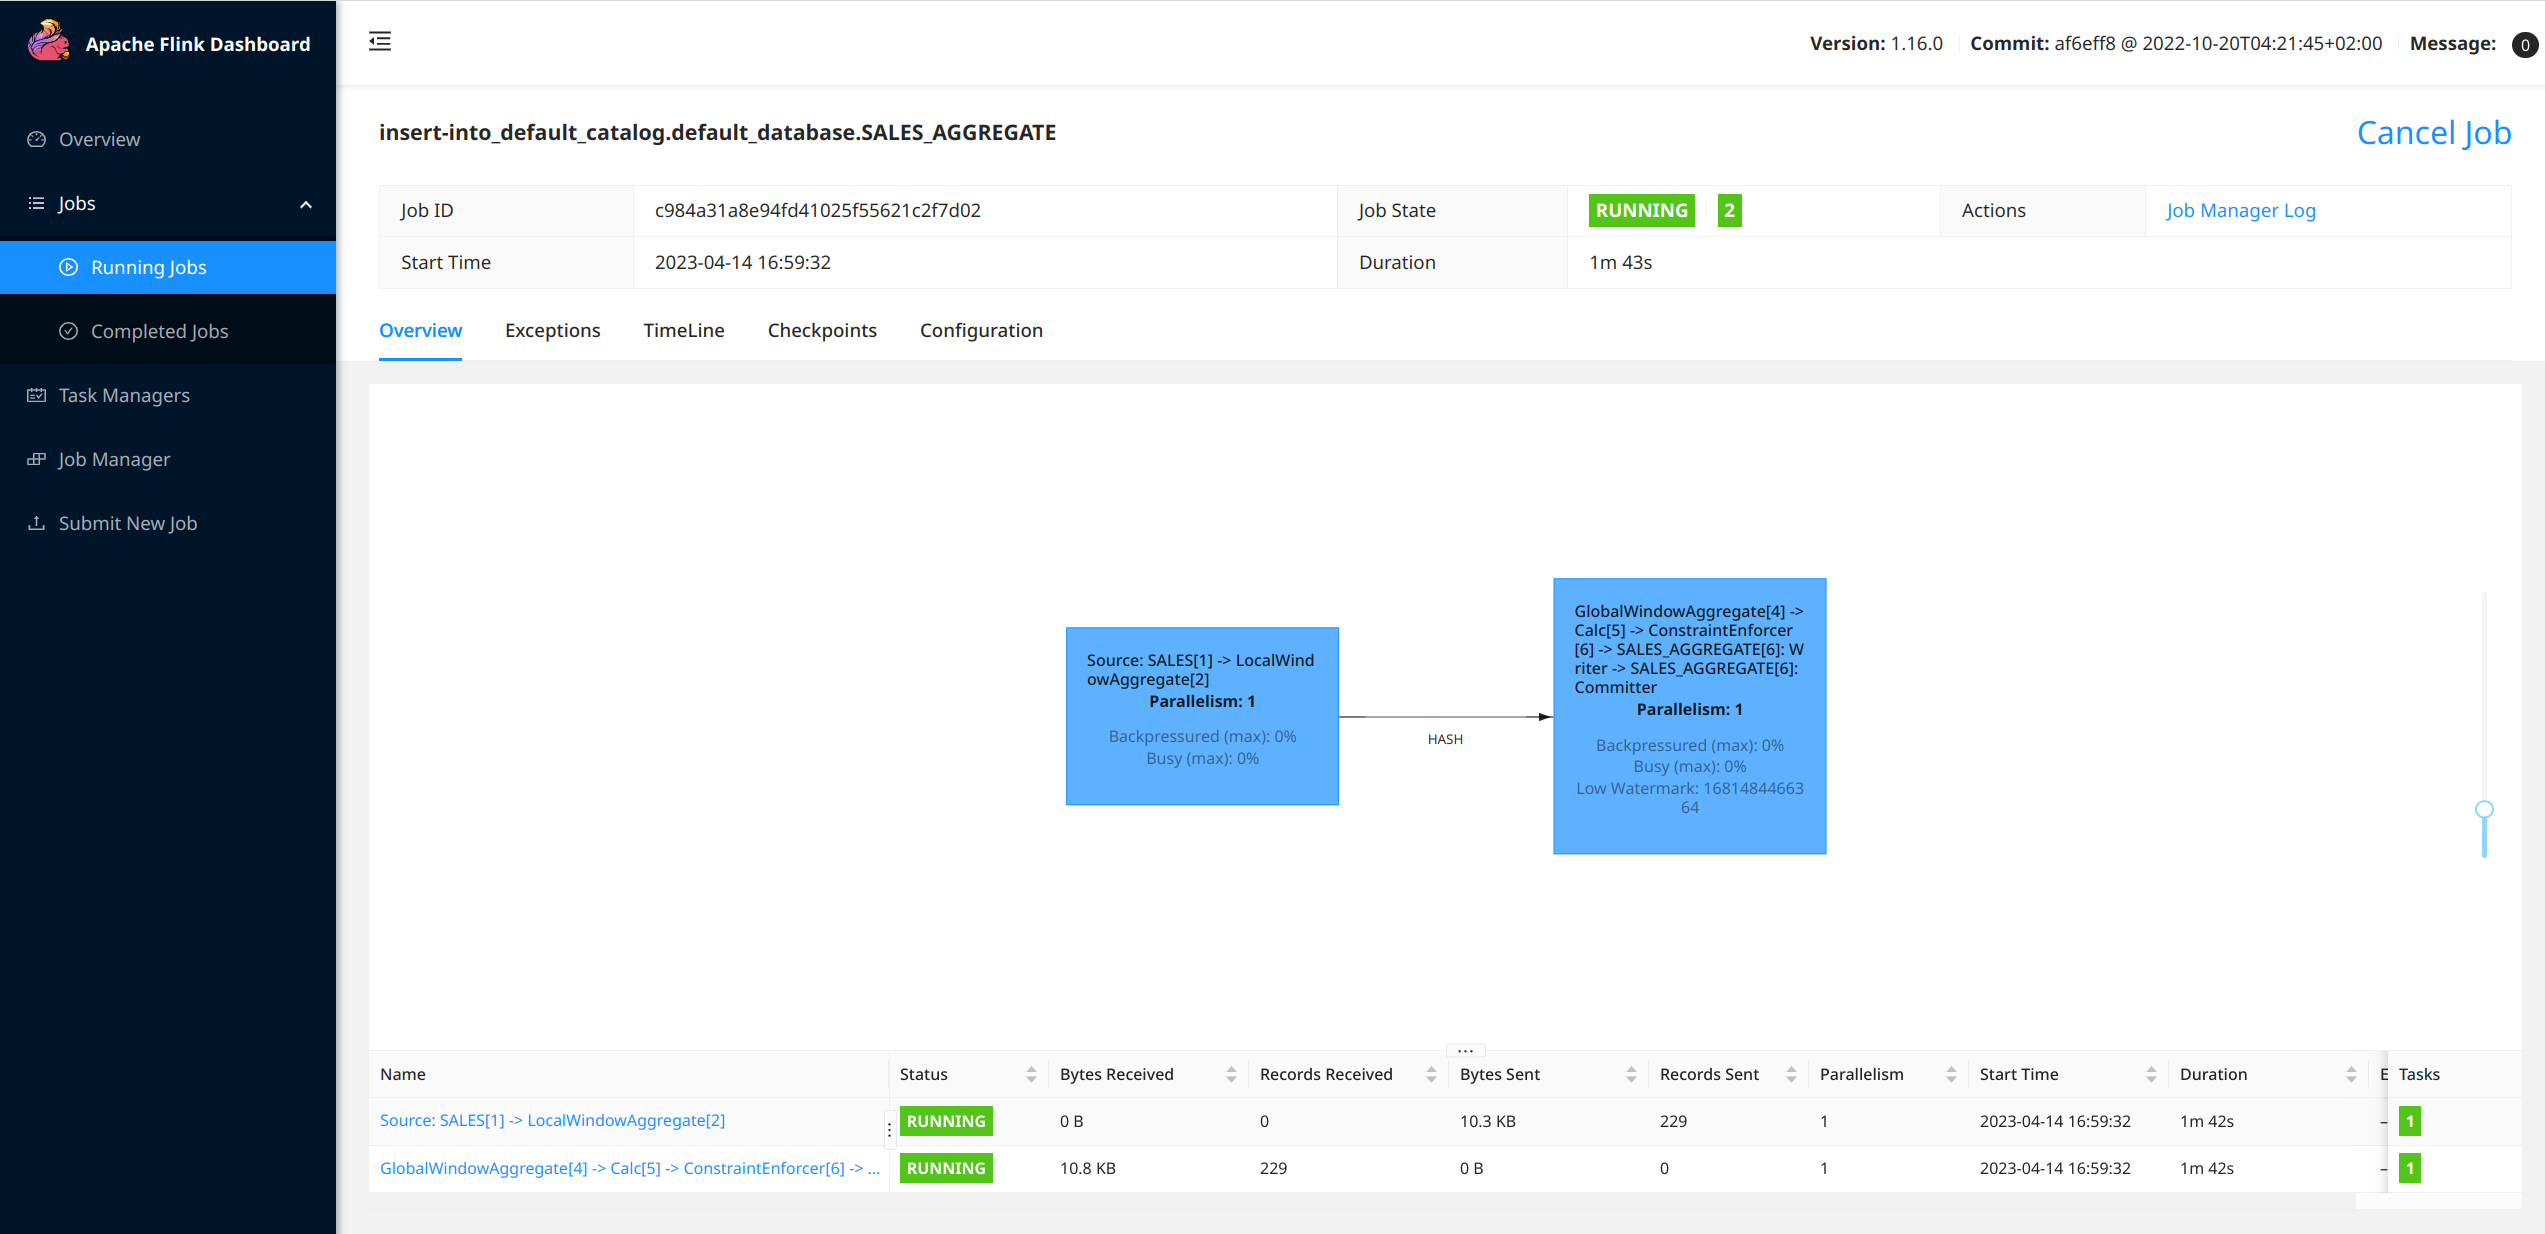 Apache Flink Dashboard
Version: 1.16.0 Commit: af6eff8 @ 2022-10-20T04:21:45+02:00 Message: 0
Overview
Jobs
Running Jobs
Completed Jobs
Task Managers
Job Manager
Submit New Job
insert-into_default_catalog.default_database.SALES_AGGREGATE
Cancel Job
Job ID c984a31a8e94fd41025f55621c2f7d02 Job State RUNNING 2 Actions Job Manager Log
Start Time 2023-04-14 16:59:32 Duration 1m 43s
Overview Exceptions TimeLine Checkpoints Configuration
Source: SALES[1] -> LocalWind
owAggregate[2]
Parallelism: 1
Backpressured (max): 0%
Busy (max): 0%
HASH
GlobalWindowAggregate[4] ->
Calc[5] -> ConstraintEnforcer
[6] -> SALES_AGGREGATE[6]: W
riter -> SALES_AGGREGATE[6]:
Committer
Parallelism: 1
Backpressured (max): 0%
Busy (max): 0%
Low Watermark: 16814844663
64
Name Status Bytes Received Records Received Bytes Sent Records Sent Parallelism Start Time Duration E Tasks
Source: SALES[1] -> LocalWindowAggregate[2] RUNNING 0 B 0 10.3 KB 229 1 2023-04-14 16:59:32 1m 42s – 1
GlobalWindowAggregate[4] -> Calc[5] -> ConstraintEnforcer[6] -> ... RUNNING 10.8 KB 229 0 B 0 1 2023-04-14 16:59:32 1m 42s – 1